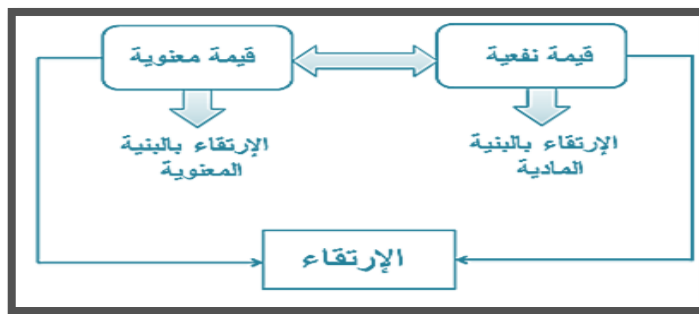 قيمة نفعية
قيمة معنوية
الإرتقاء بالبنية
المادية
الإرتقاء بالبنية
المعنوية
الإرتقاء